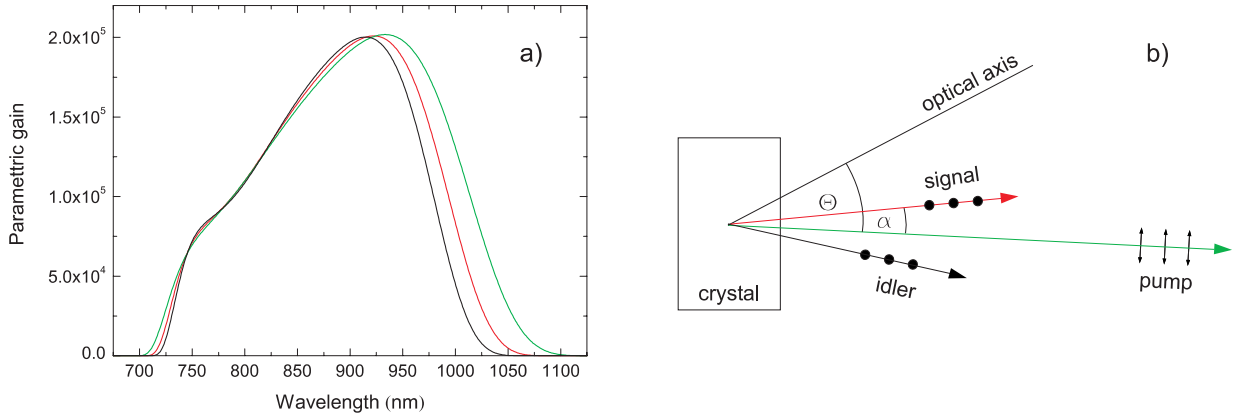 a)
Paramettric gain
2.0x10⁵
1.5x10⁵
1.0x10⁵
5.0x10⁴
0.0
700 750 800 850 900 950 1000 1050 1100
Wavelength (nm)
b)
optical axis
signal
Θ
α
idler
pump
crystal